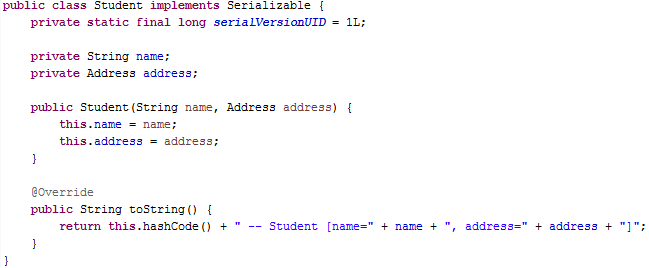 public class Student implements Serializable {
    private static final long serialVersionUID = 1L;

    private String name;
    private Address address;

    public Student(String name, Address address) {
        this.name = name;
        this.address = address;
    }

    @Override
    public String toString() {
        return this.hashCode() + " -- Student [name=" + name + ", address=" + address + "]";
    }
}